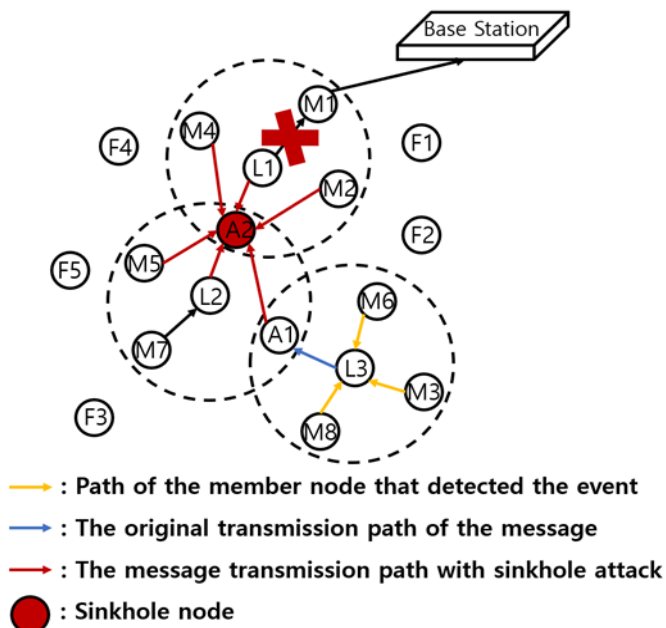 Base Station
M1
M4
F4
F1
L1
M2
A2
F2
M5
F5
L2
M6
A1
M7
L3
M3
F3
M8
: Path of the member node that detected the event
: The original transmission path of the message
: The message transmission path with sinkhole attack
: Sinkhole node